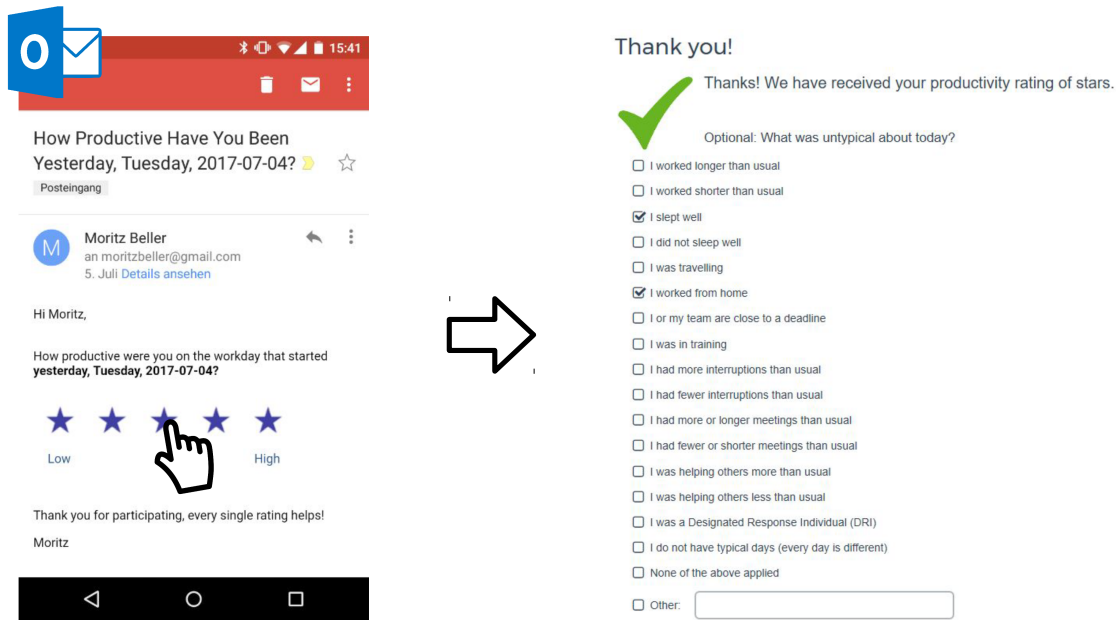 O
15:41
How Productive Have You Been
Yesterday, Tuesday, 2017-07-04?
Posteingang
M
Moritz Beller
an moritzbeller@gmail.com
5. Juli Details ansehen
Hi Moritz,
How productive were you on the workday that started
yesterday, Tuesday, 2017-07-04?
Low High
Thank you for participating, every single rating helps!
Moritz
Thank you!
Thanks! We have received your productivity rating of stars.
Optional: What was untypical about today?
I worked longer than usual
I worked shorter than usual
I slept well
I did not sleep well
I was travelling
I worked from home
I or my team are close to a deadline
I was in training
I had more interruptions than usual
I had fewer interruptions than usual
I had more or longer meetings than usual
I had fewer or shorter meetings than usual
I was helping others more than usual
I was helping others less than usual
I was a Designated Response Individual (DRI)
I do not have typical days (every day is different)
None of the above applied
Other: